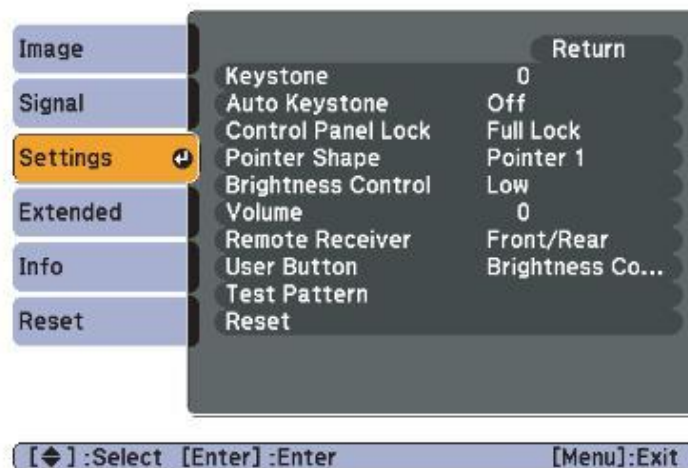 Image
Signal
Settings
Extended
Info
Reset
Return
Keystone 0
Auto Keystone Off
Control Panel Lock Full Lock
Pointer Shape Pointer 1
Brightness Control Low
Volume 0
Remote Receiver Front/Rear
User Button Brightness Co...
Test Pattern
Reset
[◆] :Select [Enter] :Enter [Menu]:Exit